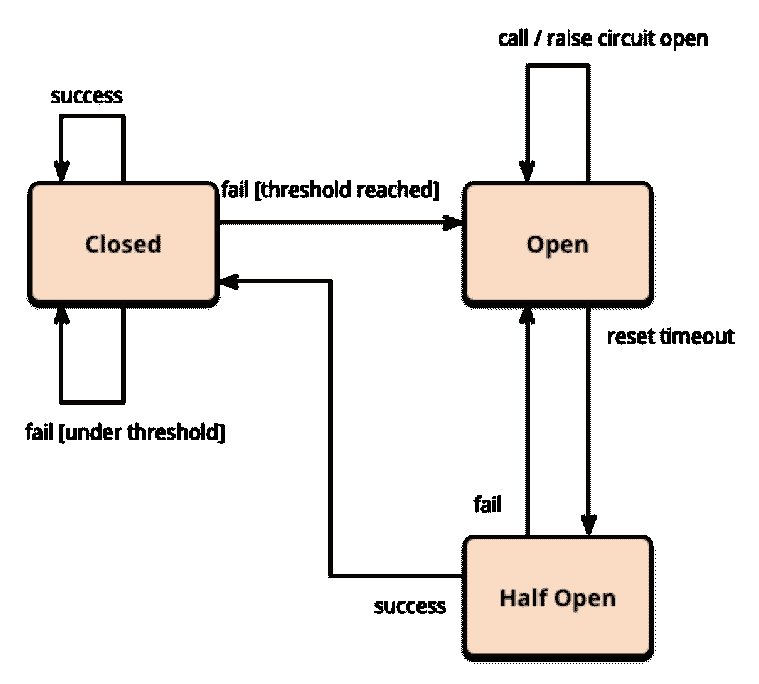 call / raise circuit open
success
fail [threshold reached]
Closed
Open
reset timeout
fail [under threshold]
fail
Half Open
success